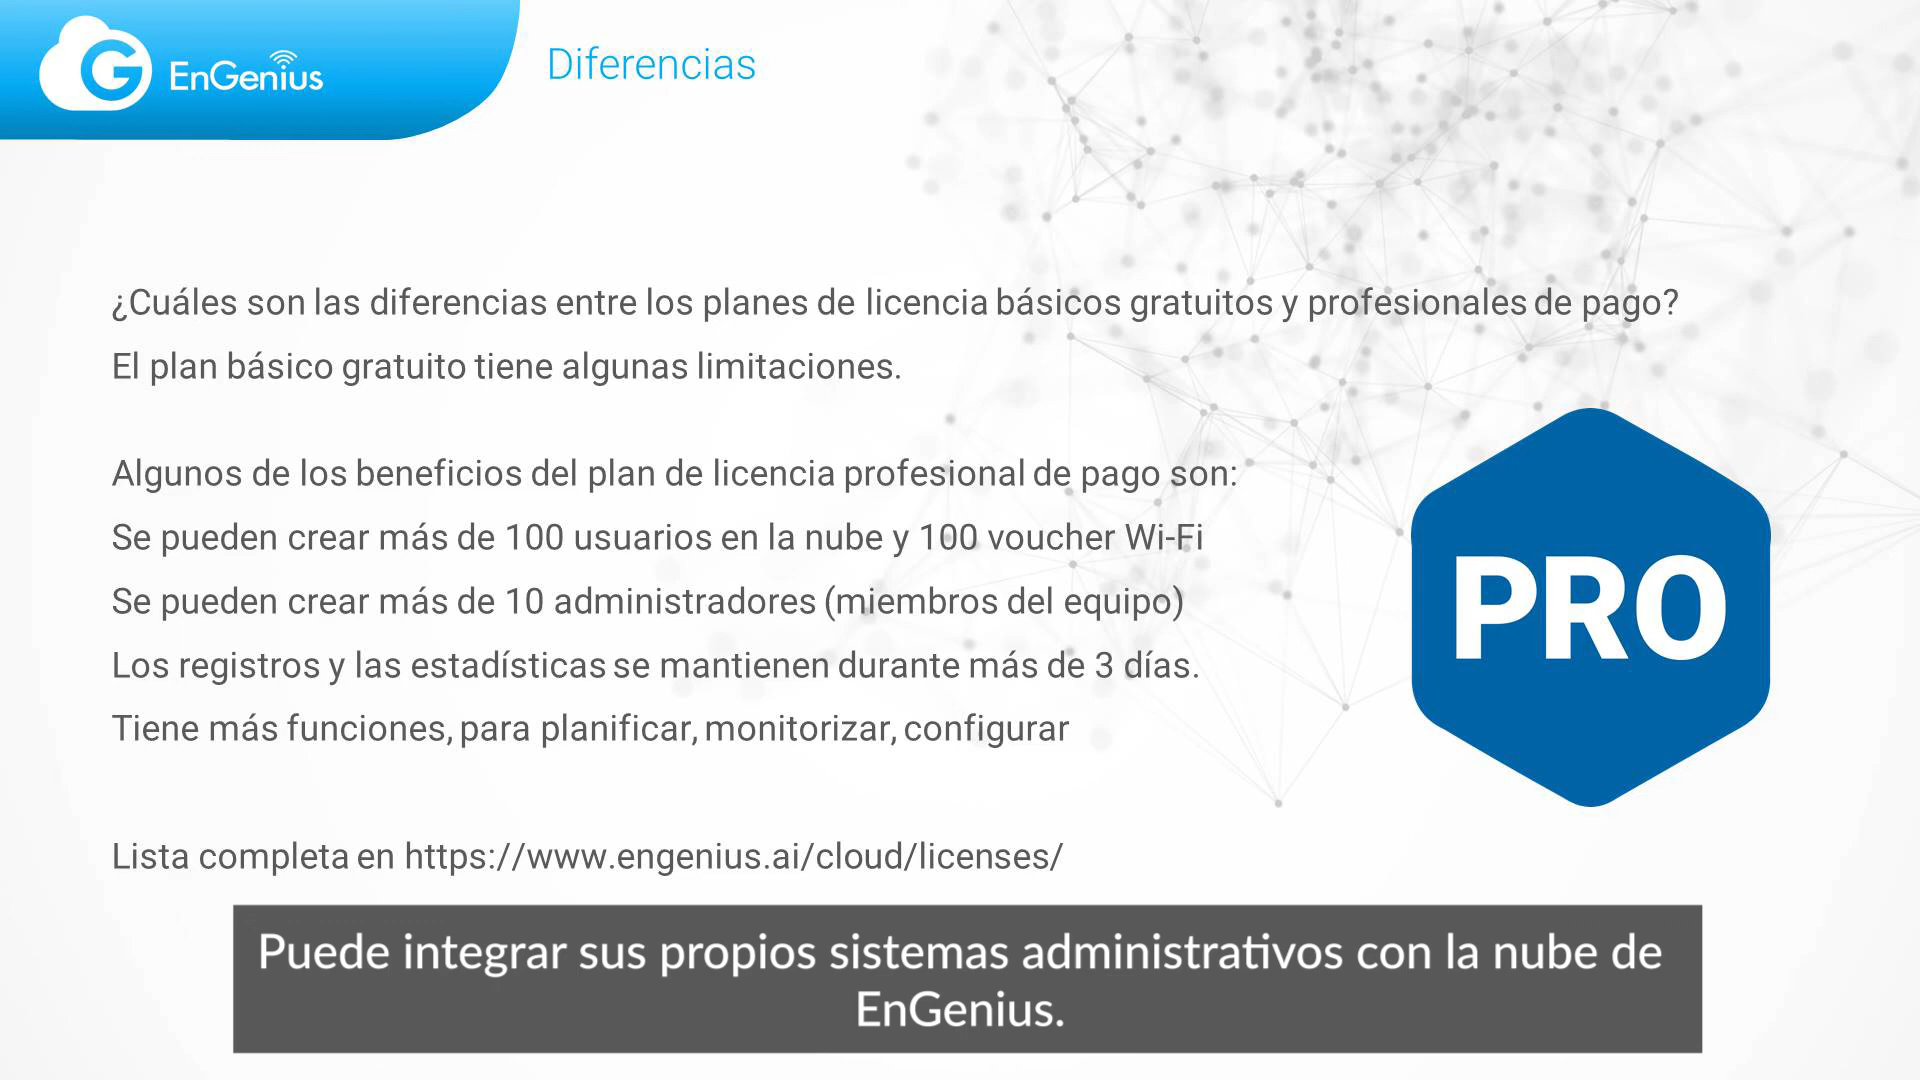 G EnGenius
Diferencias
¿Cuáles son las diferencias entre los planes de licencia básicos gratuitos y profesionales de pago?
El plan básico gratuito tiene algunas limitaciones.
Algunos de los beneficios del plan de licencia profesional de pago son:
Se pueden crear más de 100 usuarios en la nube y 100 voucher Wi-Fi
Se pueden crear más de 10 administradores (miembros del equipo)
Los registros y las estadísticas se mantienen durante más de 3 días.
Tiene más funciones, para planificar, monitorizar, configurar
PRO
Lista completa en https://www.engenius.ai/cloud/licenses/
Puede integrar sus propios sistemas administrativos con la nube de
EnGenius.